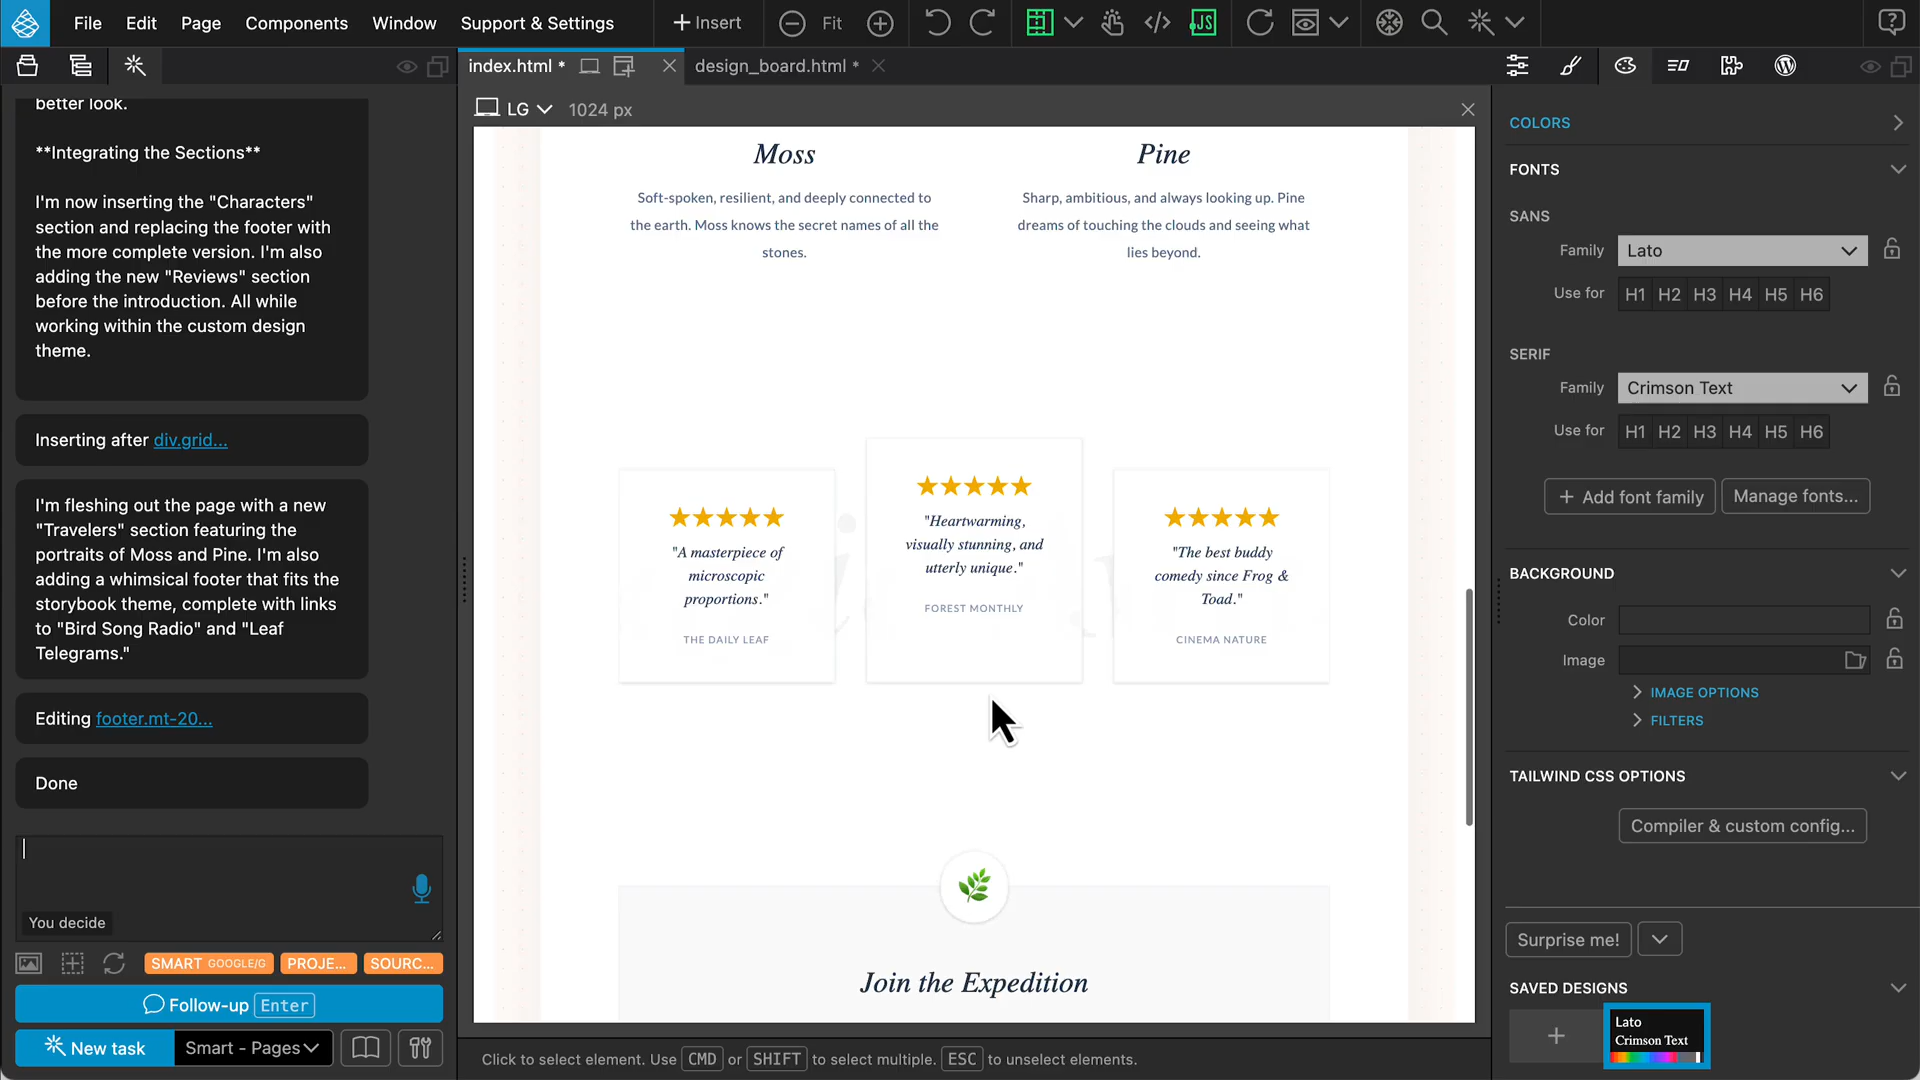 File Edit Page Components Window Support & Settings
+ Insert
Fit
JS
index.html *
design_board.html *
LG 1024 px
better look.
**Integrating the Sections**
I'm now inserting the "Characters"
section and replacing the footer with
the more complete version. I'm also
adding the new "Reviews" section
before the introduction. All while
working within the custom design
theme.
Inserting after div.grid...
I'm fleshing out the page with a new
"Travelers" section featuring the
portraits of Moss and Pine. I'm also
adding a whimsical footer that fits the
storybook theme, complete with links
to "Bird Song Radio" and "Leaf
Telegrams."
Editing footer.mt-20...
Done
You decide
SMART GOOGLE/G PROJE... SOURC...
Follow-up Enter
New task Smart - Pages
Moss
Soft-spoken, resilient, and deeply connected to
the earth. Moss knows the secret names of all the
stones.
Pine
Sharp, ambitious, and always looking up. Pine
dreams of touching the clouds and seeing what
lies beyond.
"A masterpiece of
microscopic
proportions."
THE DAILY LEAF
"Heartwarming,
visually stunning, and
utterly unique."
FOREST MONTHLY
"The best buddy
comedy since Frog &
Toad."
CINEMA NATURE
Join the Expedition
Click to select element. Use CMD or SHIFT to select multiple. ESC to unselect elements.
COLORS
FONTS
SANS
Family Lato
Use for H1 H2 H3 H4 H5 H6
SERIF
Family Crimson Text
Use for H1 H2 H3 H4 H5 H6
+ Add font family Manage fonts...
BACKGROUND
Color
Image
IMAGE OPTIONS
FILTERS
TAILWIND CSS OPTIONS
Compiler & custom config...
Surprise me!
SAVED DESIGNS
+
Lato
Crimson Text